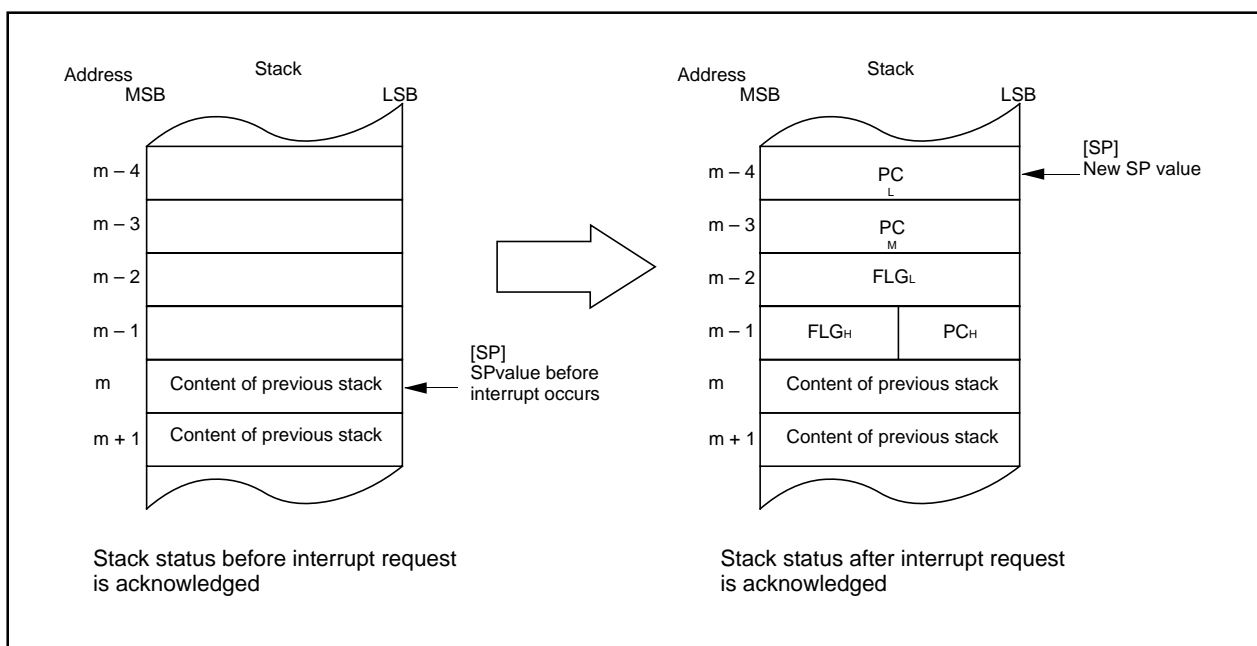 Address
Stack
MSB
LSB
m – 4
m – 3
m – 2
m – 1
m
Content of previous stack
m + 1
Content of previous stack
[SP]
SPvalue before
interrupt occurs
Stack status before interrupt request
is acknowledged
Address
Stack
MSB
LSB
m – 4
PC
L
[SP]
New SP value
m – 3
PC
M
m – 2
FLGL
m – 1
FLGH
PCH
m
Content of previous stack
m + 1
Content of previous stack
Stack status after interrupt request
is acknowledged